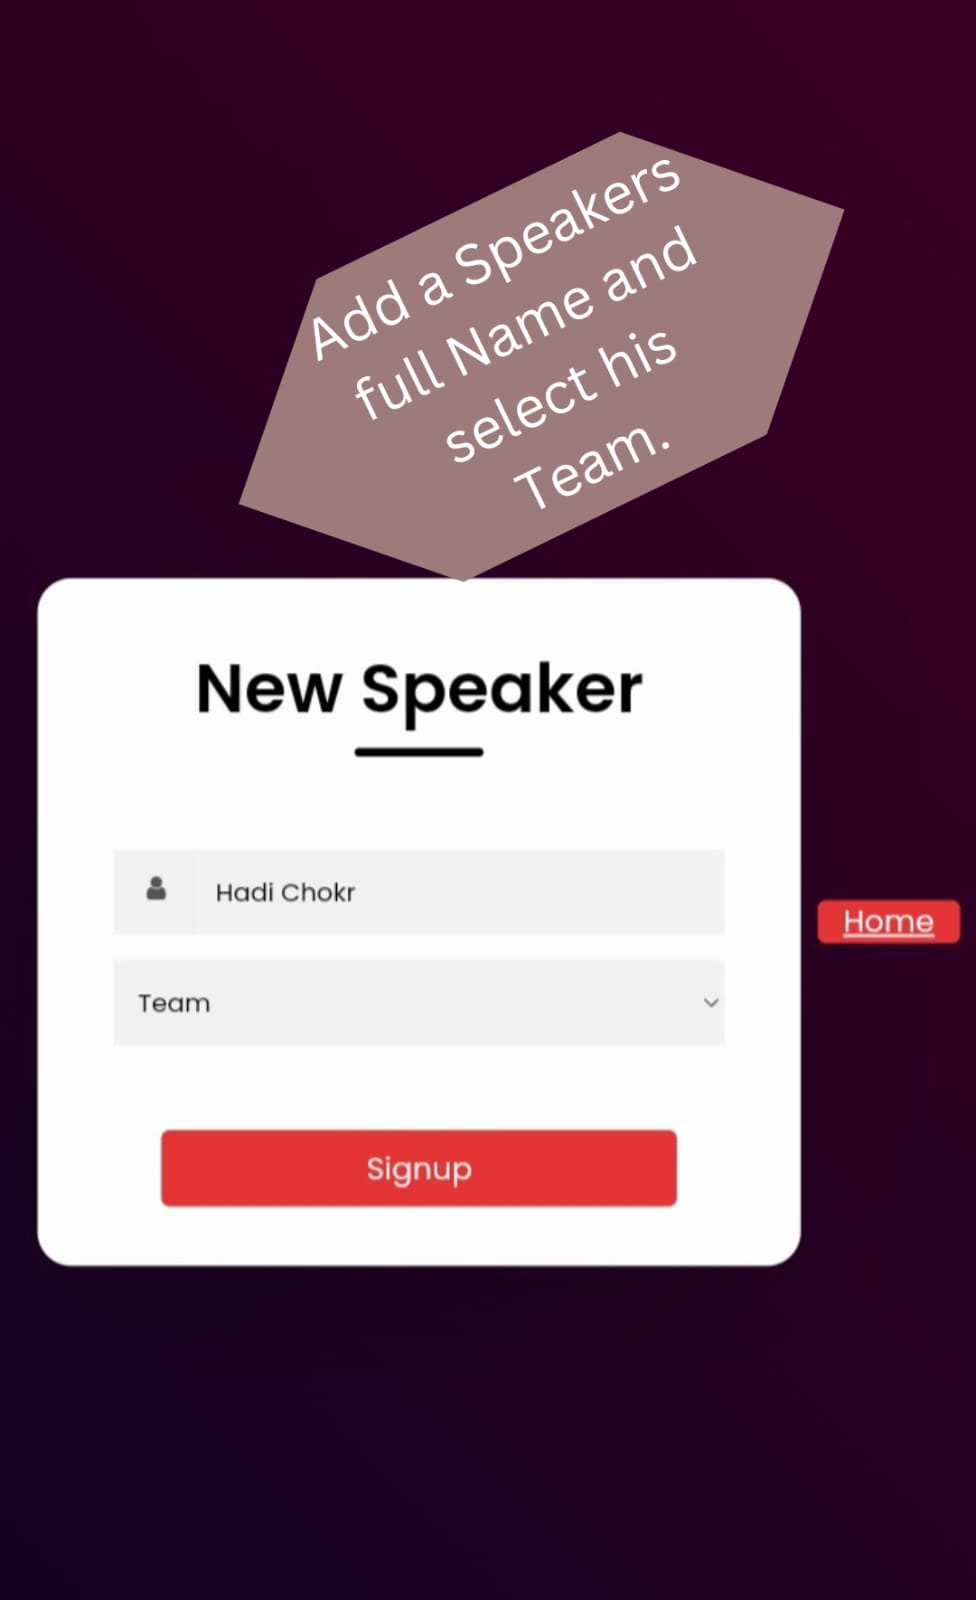 Add a Speakers
full Name and
select his
Team.
New Speaker
Hadi Chokr
Home
Team
Signup